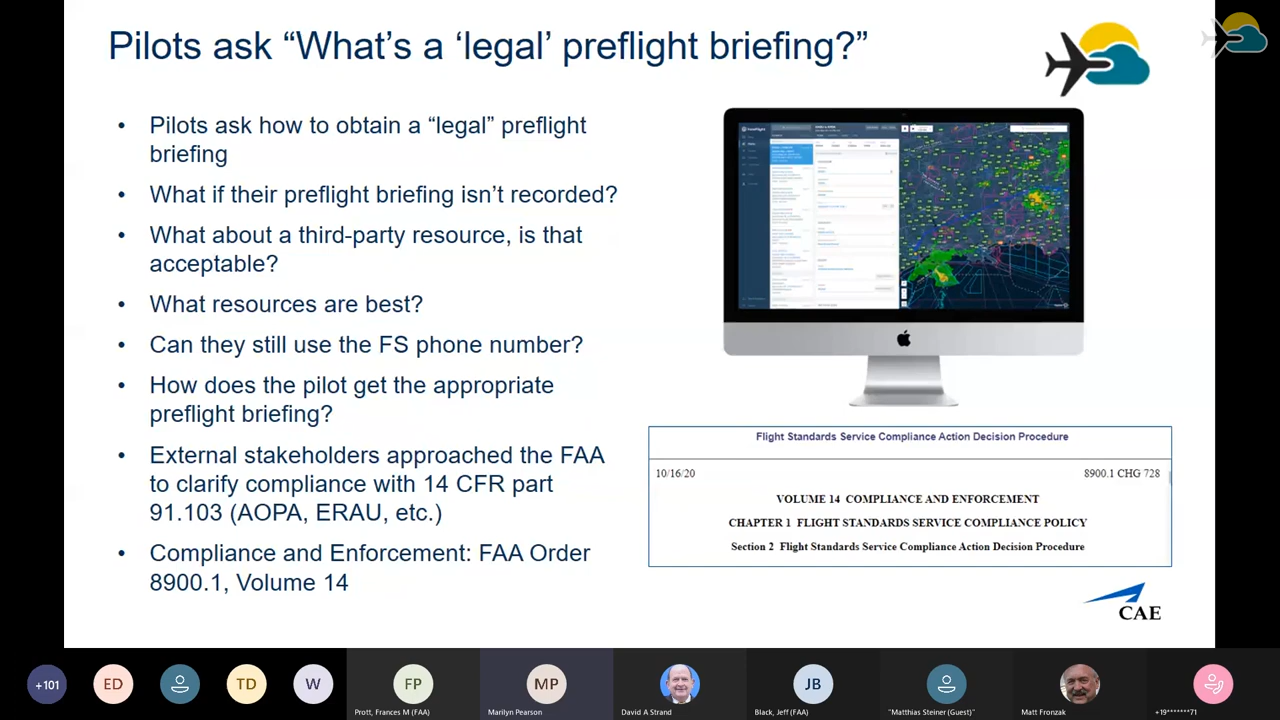 Pilots ask “What’s a ‘legal’ preflight briefing?”
• Pilots ask how to obtain a “legal” preflight
briefing
• What if their preflight briefing isn’t recorded?
• What about a third-party resource, is that
acceptable?
• What resources are best?
• Can they still use the FS phone number?
• How does the pilot get the appropriate
preflight briefing?
• External stakeholders approached the FAA
to clarify compliance with 14 CFR part
91.103 (AOPA, ERAU, etc.)
• Compliance and Enforcement: FAA Order
8900.1, Volume 14
Flight Standards Service Compliance Action Decision Procedure
10/16/20 8900.1 CHG 728
VOLUME 14 COMPLIANCE AND ENFORCEMENT
CHAPTER 1 FLIGHT STANDARDS SERVICE COMPLIANCE POLICY
Section 2 Flight Standards Service Compliance Action Decision Procedure
CAE
+101
ED
TD
W
FP
Prott, Frances M (FAA)
MP
Marilyn Pearson
David A Strand
JB
Black, Jeff (FAA)
"Matthias Steiner (Guest)"
Matt Fronzak
+19*******71